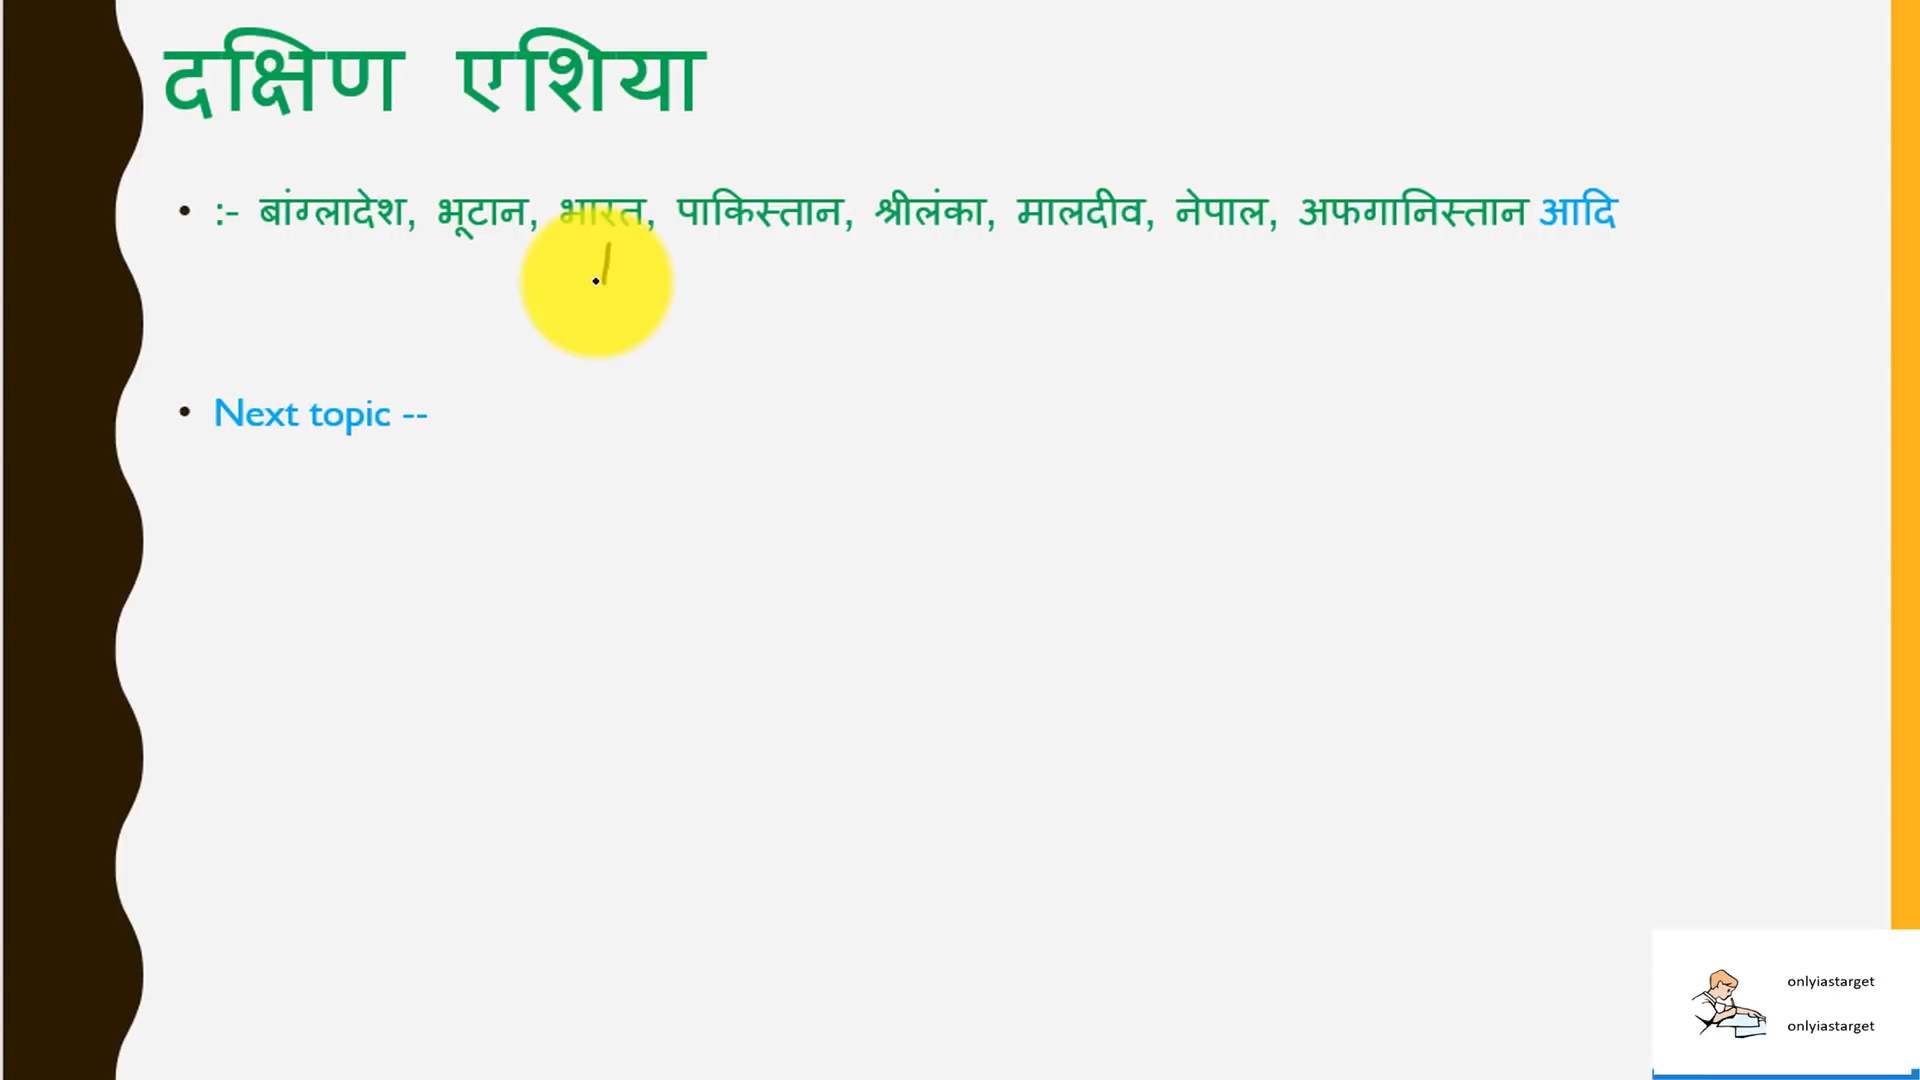 दक्षिण एशिया
• :- बांग्लादेश, भूटान, भारत, पाकिस्तान, श्रीलंका, मालदीव, नेपाल, अफगानिस्तान आदि
• Next topic --
onlyiastarget
onlyiastarget